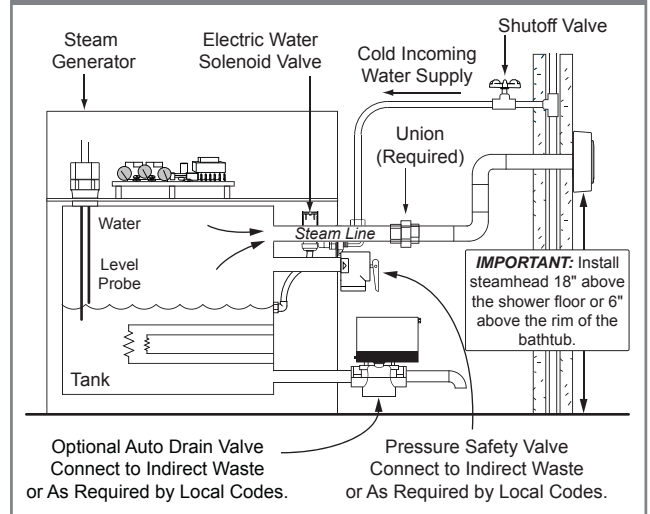 Shutoff Valve
Steam
Generator
Electric Water
Solenoid Valve
Cold Incoming
Water Supply
Union
(Required)
Water
Level
Probe
Steam Line
IMPORTANT: Install
steamhead 18" above
the shower floor or 6"
above the rim of the
bathtub.
Tank
Optional Auto Drain Valve
Connect to Indirect Waste
or As Required by Local Codes.
Pressure Safety Valve
Connect to Indirect Waste
or As Required by Local Codes.